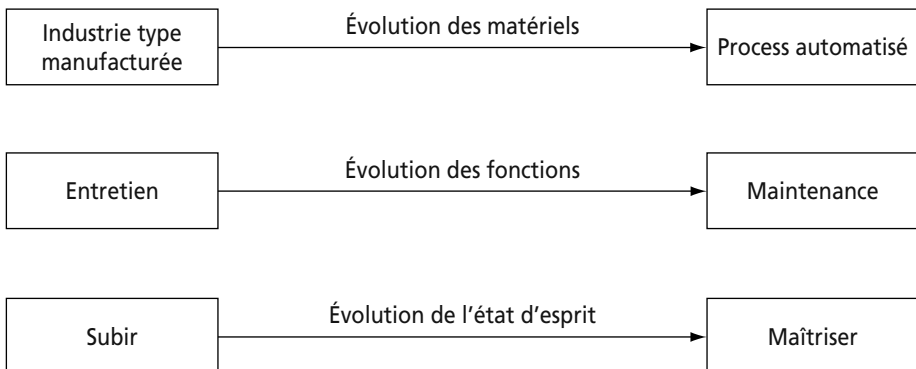 Industrie type
manufacturée
Évolution des matériels
Process automatisé
Entretien
Évolution des fonctions
Maintenance
Subir
Évolution de l'état d'esprit
Maîtriser